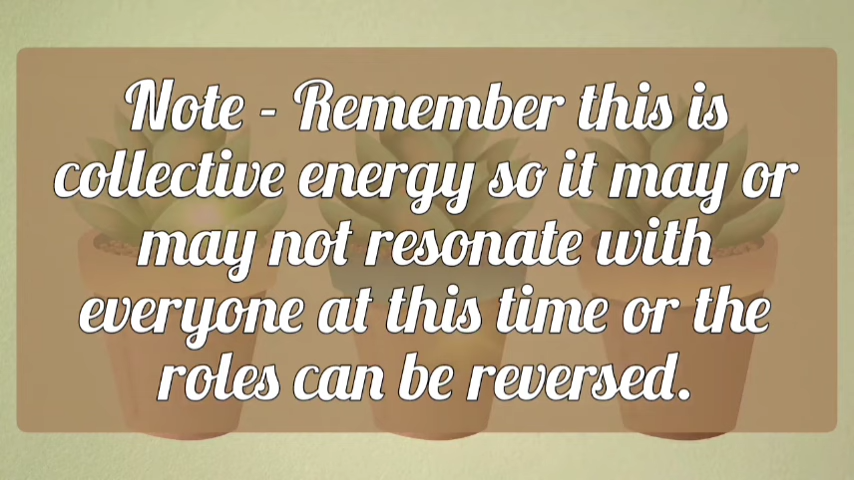 Note - Remember this is
collective energy so it may or
may not resonate with
everyone at this time or the
roles can be reversed.